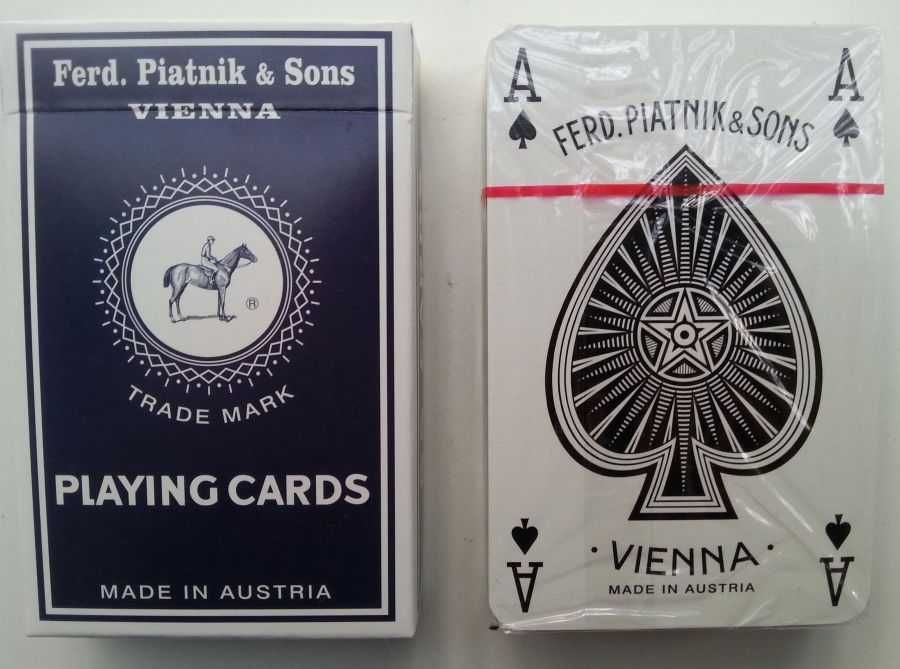 Ferd. Piatnik & Sons
VIENNA
®
TRADE MARK
PLAYING CARDS
MADE IN AUSTRIA
A A
FERD. PIATNIK & SONS
· VIENNA ·
MADE IN AUSTRIA
A A